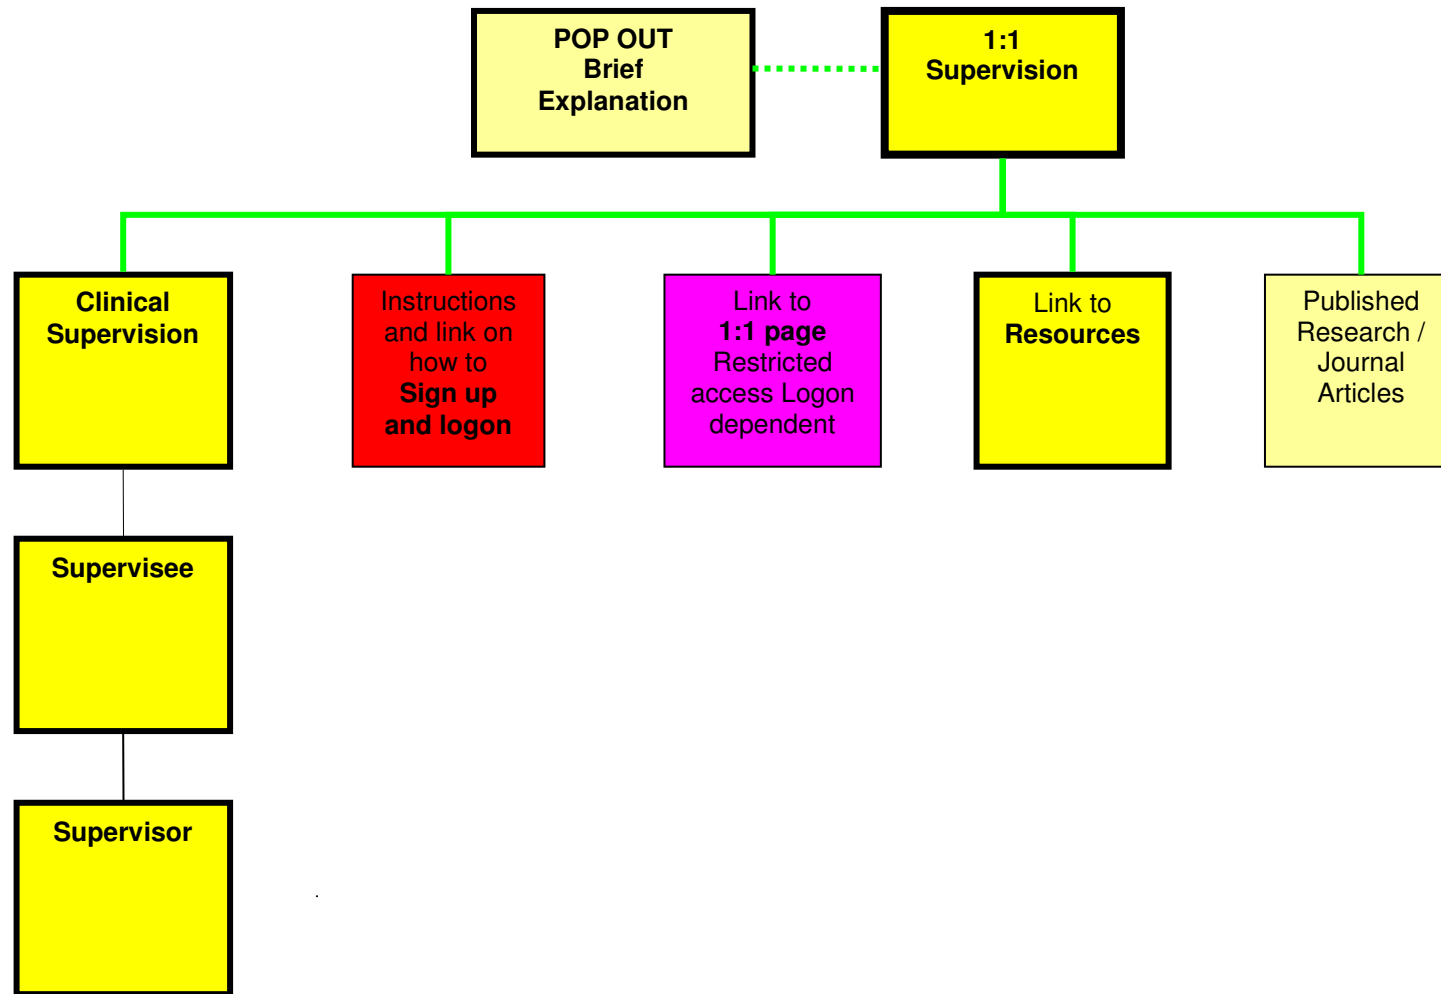 POP OUT
Brief
Explanation
1:1
Supervision
Clinical
Supervision
Instructions
and link on
how to
Sign up
and logon
Link to
1:1 page
Restricted
access Logon
dependent
Link to
Resources
Published
Research /
Journal
Articles
Supervisee
Supervisor
.